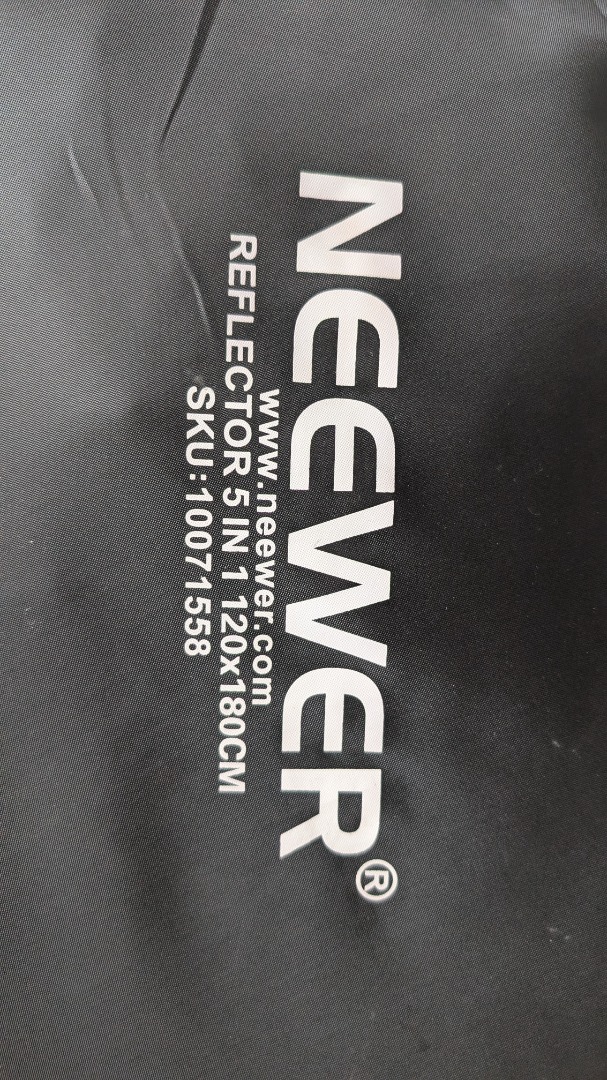 NEEWER®
www.neewer.com
REFLECTOR 5 IN 1 120x180CM
SKU:10071558